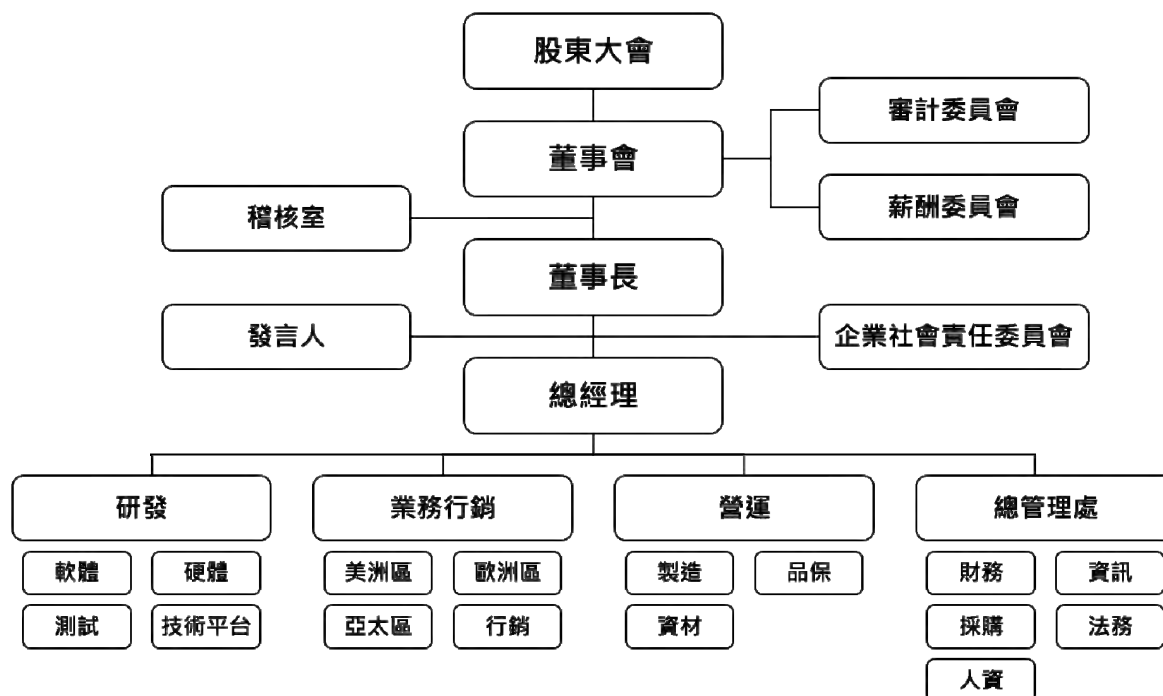 股東大會
審計委員會
董事會
薪酬委員會
稽核室
董事長
發言人
企業社會責任委員會
總經理
研發
業務行銷
營運
總管理處
軟體
硬體
美洲區
歐洲區
製造
品保
財務
資訊
測試
技術平台
亞太區
行銷
資材
採購
法務
人資